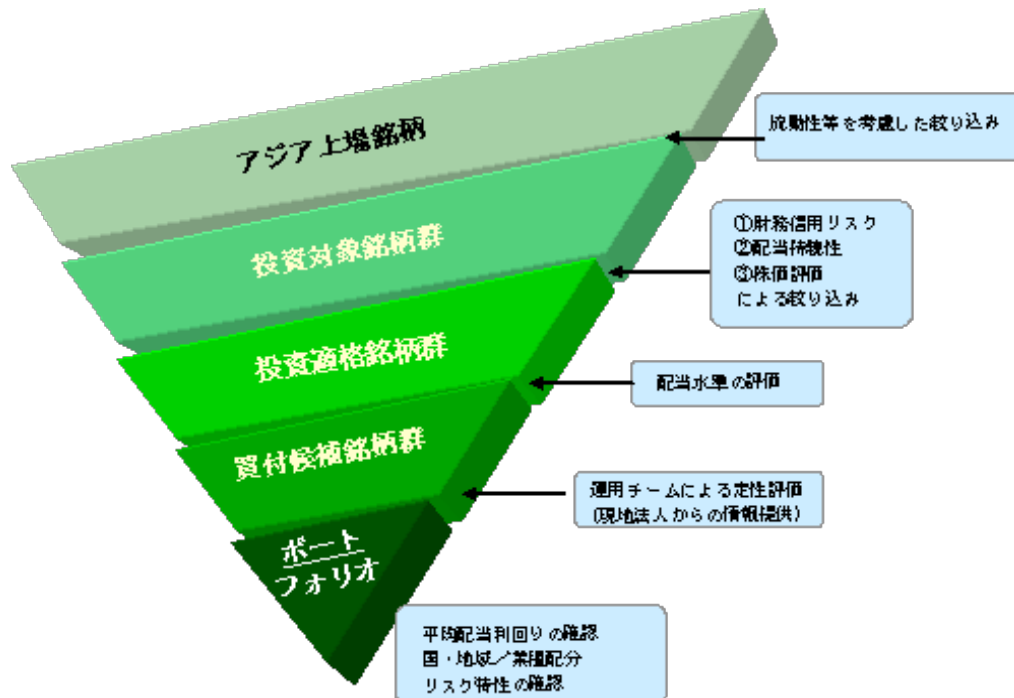 アジア上場銘柄
流動性等を考慮した絞り込み
投資対象銘柄群
①財務信用リスク
②配当持続性
③株価評価
による絞り込み
投資適格銘柄群
配当水準の評価
買付候補銘柄群
運用チームによる定性評価
(現地法人からの情報提供)
ポート
フォリオ
平均配当利回りの確認
国・地域／業種配分
リスク特性の確認